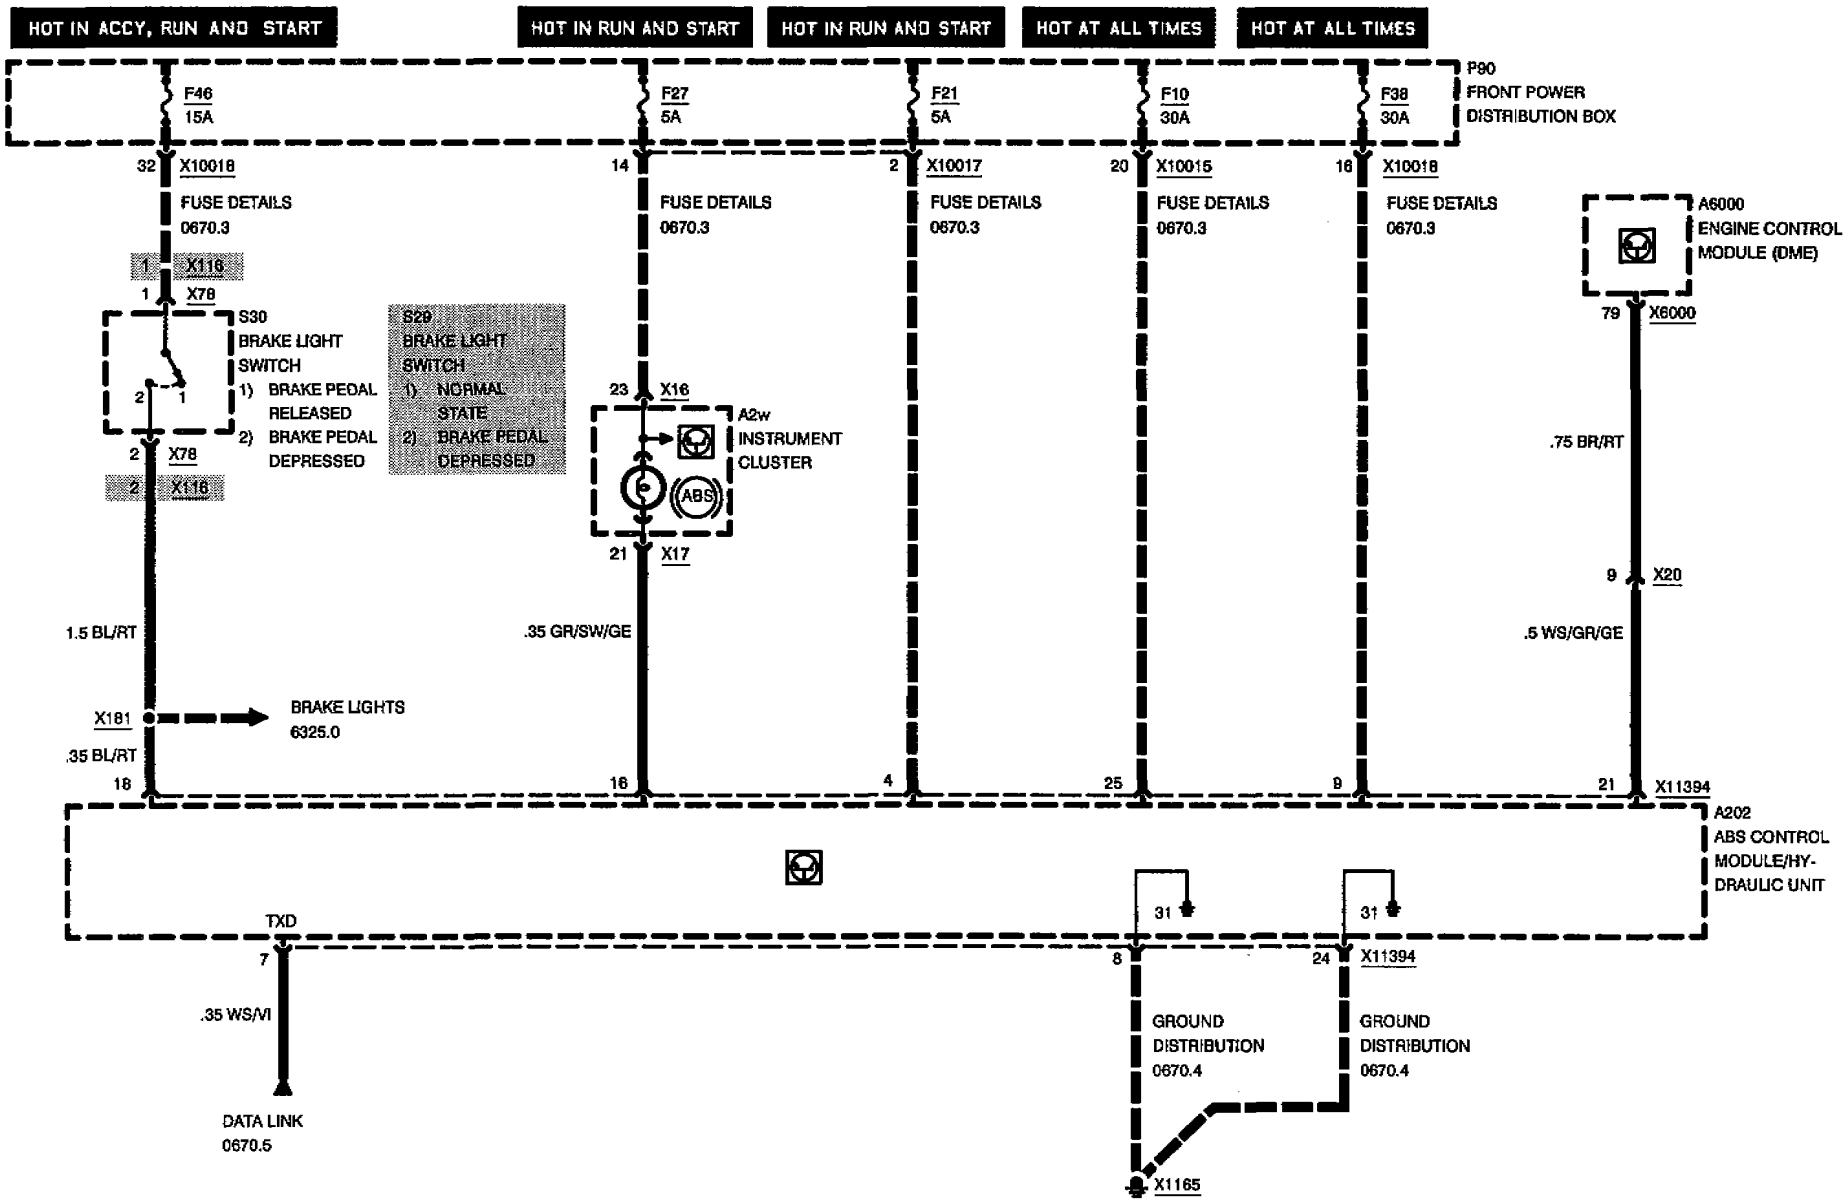 HOT IN ACCY, RUN AND START
HOT IN RUN AND START
HOT IN RUN AND START
HOT AT ALL TIMES
HOT AT ALL TIMES
F46
15A
F27
5A
F21
5A
F10
30A
F38
30A
P90
FRONT POWER
DISTRIBUTION BOX
32 X10018
14
2 X10017
20 X10015
16 X10018
FUSE DETAILS
0670.3
FUSE DETAILS
0670.3
FUSE DETAILS
0670.3
FUSE DETAILS
0670.3
FUSE DETAILS
0670.3
A6000
ENGINE CONTROL
MODULE (DME)
79 X6000
1 X116
1 X78
S30
BRAKE LIGHT
SWITCH
1) BRAKE PEDAL
RELEASED
2) BRAKE PEDAL
DEPRESSED
2 1
S29
BRAKE LIGHT
SWITCH
1) NORMAL
STATE
2) BRAKE PEDAL
DEPRESSED
2 X78
2 X116
23 X16
A2w
INSTRUMENT
CLUSTER
ABS
21 X17
.75 BR/RT
9 X20
1.5 BL/RT
.35 GR/SW/GE
.5 WS/GR/GE
X181
BRAKE LIGHTS
6325.0
.35 BL/RT
18
16
4
25
9
21 X11394
A202
ABS CONTROL
MODULE/HY-
DRAULIC UNIT
31
31
TXD
7
8
24 X11394
.35 WS/VI
GROUND
DISTRIBUTION
0670.4
GROUND
DISTRIBUTION
0670.4
DATA LINK
0670.5
X1165